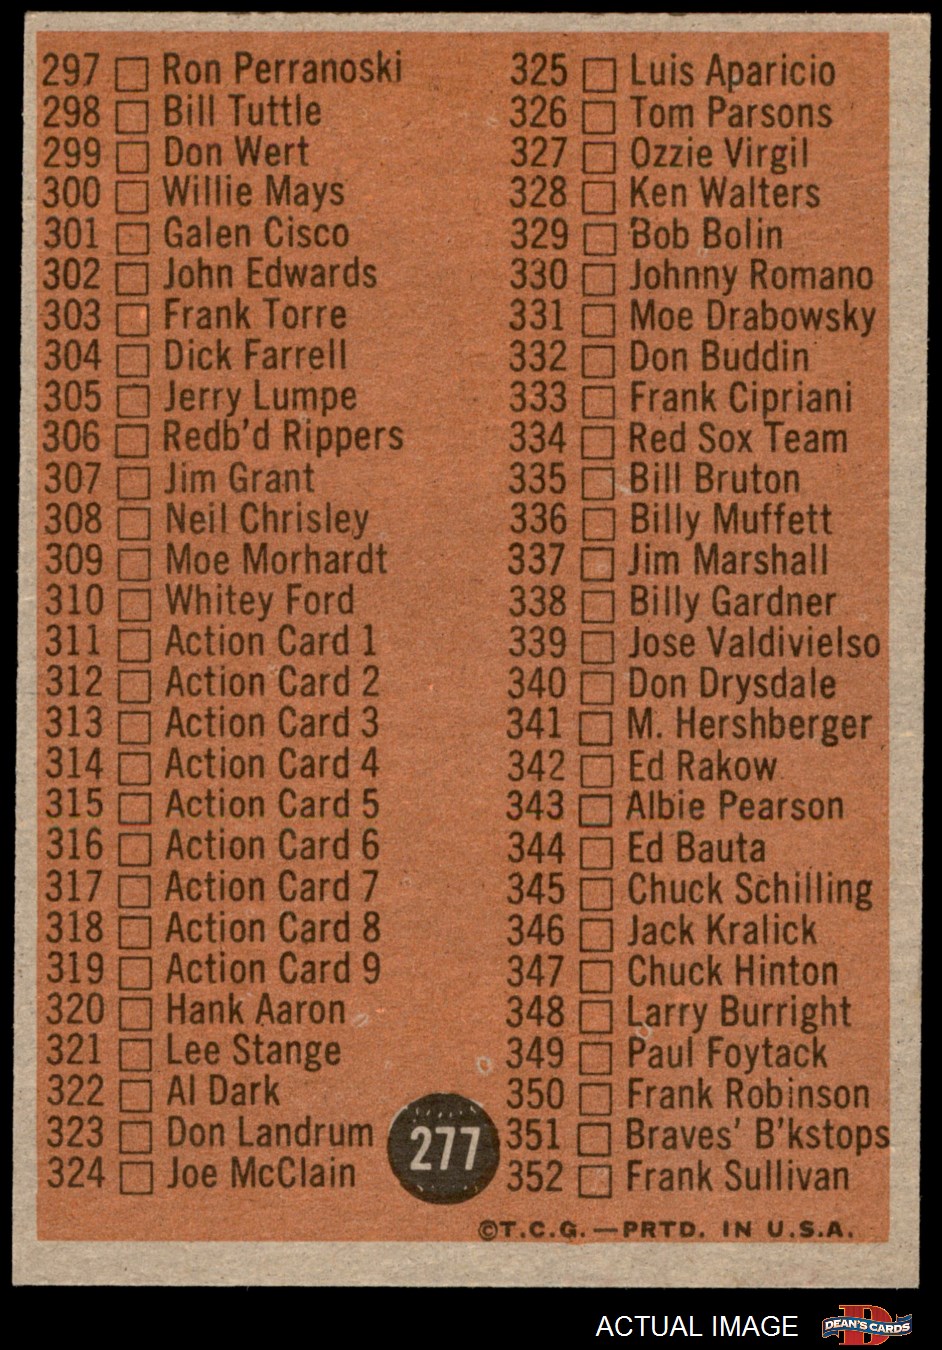 297 Ron Perranoski
298 Bill Tuttle
299 Don Wert
300 Willie Mays
301 Galen Cisco
302 John Edwards
303 Frank Torre
304 Dick Farrell
305 Jerry Lumpe
306 Redb'd Rippers
307 Jim Grant
308 Neil Chrisley
309 Moe Morhardt
310 Whitey Ford
311 Action Card 1
312 Action Card 2
313 Action Card 3
314 Action Card 4
315 Action Card 5
316 Action Card 6
317 Action Card 7
318 Action Card 8
319 Action Card 9
320 Hank Aaron
321 Lee Stange
322 Al Dark
323 Don Landrum
324 Joe McClain
277
325 Luis Aparicio
326 Tom Parsons
327 Ozzie Virgil
328 Ken Walters
329 Bob Bolin
330 Johnny Romano
331 Moe Drabowsky
332 Don Buddin
333 Frank Cipriani
334 Red Sox Team
335 Bill Bruton
336 Billy Muffett
337 Jim Marshall
338 Billy Gardner
339 Jose Valdivielso
340 Don Drysdale
341 M. Hershberger
342 Ed Rakow
343 Albie Pearson
344 Ed Bauta
345 Chuck Schilling
346 Jack Kralick
347 Chuck Hinton
348 Larry Burright
349 Paul Foytack
350 Frank Robinson
351 Braves' B'kstops
352 Frank Sullivan
©T.C.G.—PRTD. IN U.S.A.
ACTUAL IMAGE
DEAN'S CARDS